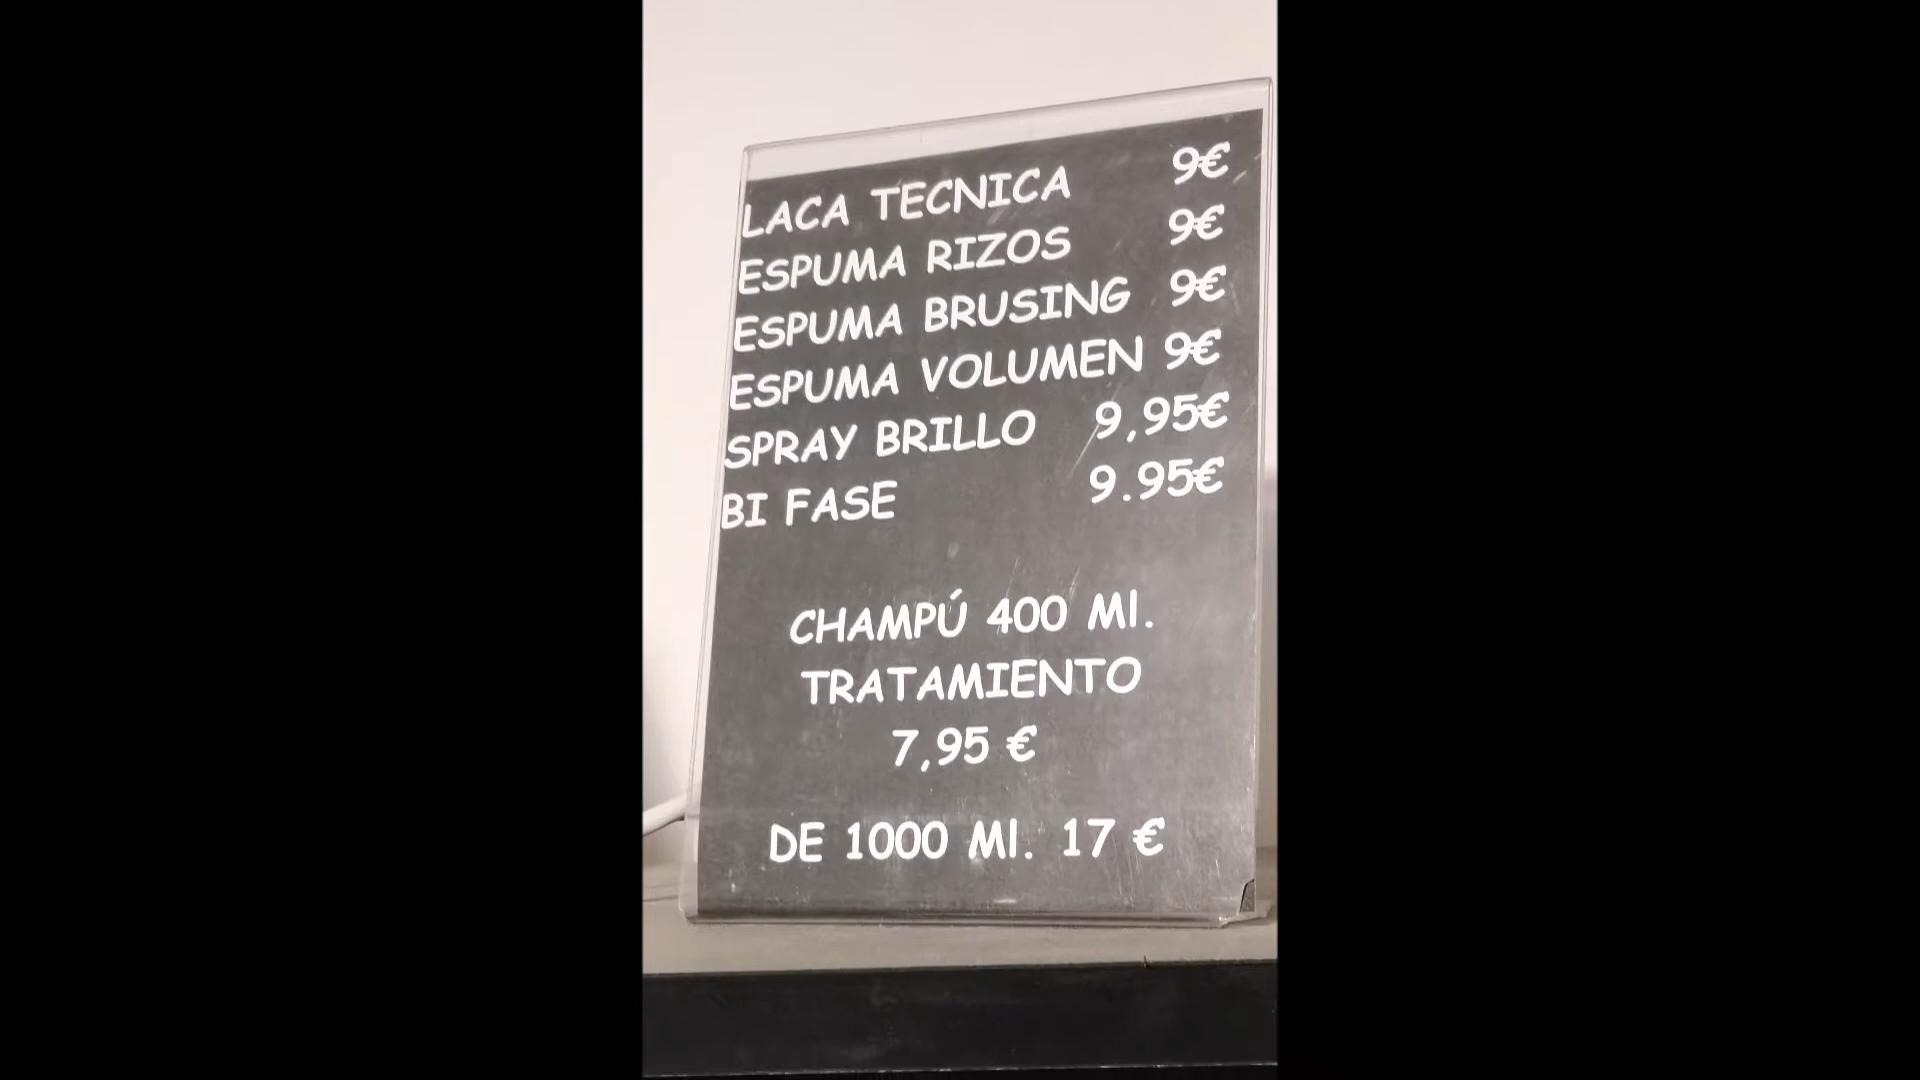 LACA TECNICA 9€
ESPUMA RIZOS 9€
ESPUMA BRUSING 9€
ESPUMA VOLUMEN 9€
SPRAY BRILLO 9,95€
BI FASE 9.95€
CHAMPÚ 400 Ml.
TRATAMIENTO
7,95 €
DE 1000 Ml. 17 €